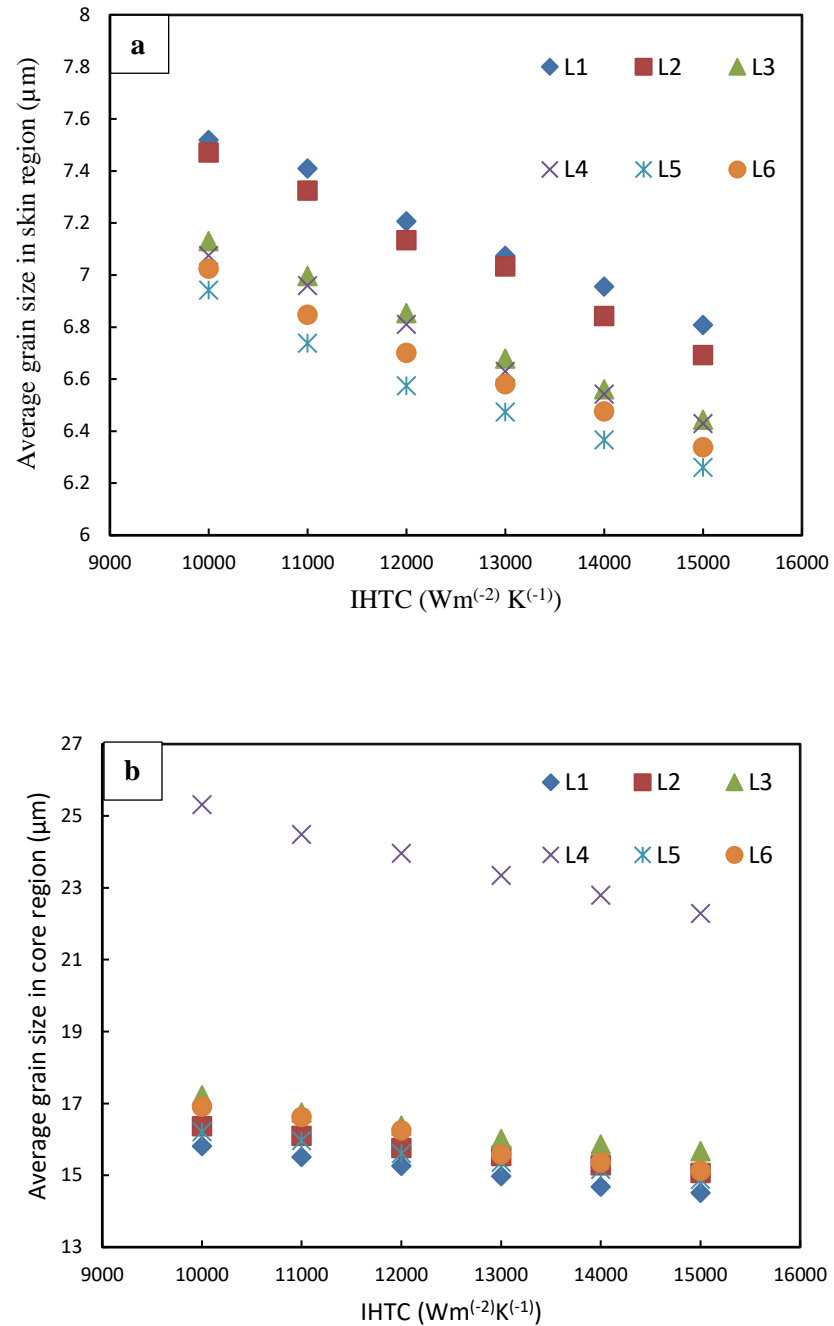 a
Average grain size in skin region (µm)
8
7.8
7.6
7.4
7.2
7
6.8
6.6
6.4
6.2
6
L1 L2 L3
L4 L5 L6
9000 10000 11000 12000 13000 14000 15000 16000
IHTC (Wm(-2) K(-1))
b
Average grain size in core region (µm)
27
25
23
21
19
17
15
13
L1 L2 L3
L4 L5 L6
9000 10000 11000 12000 13000 14000 15000 16000
IHTC (Wm(-2)K(-1))